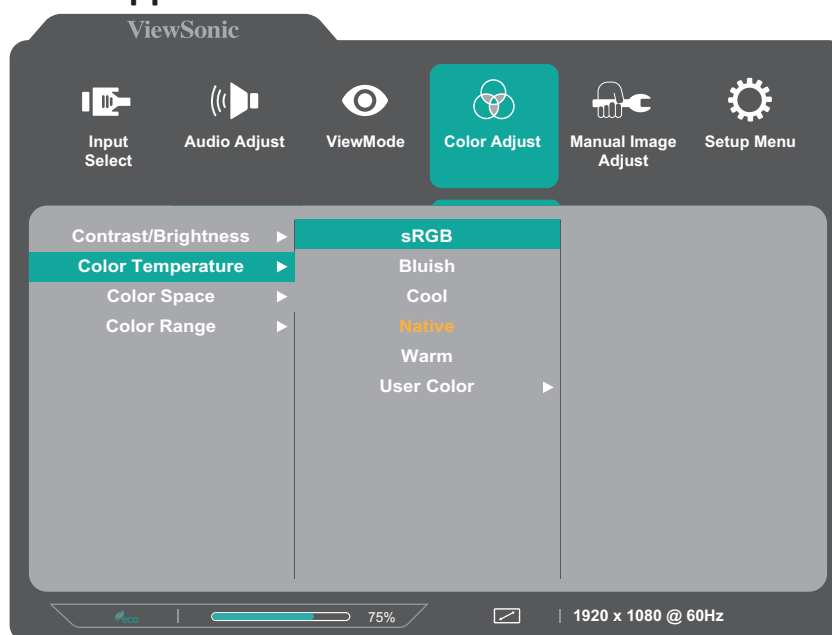 ViewSonic
Input
Select
Audio Adjust
ViewMode
Color Adjust
Manual Image
Adjust
Setup Menu
Contrast/Brightness
Color Temperature
Color Space
Color Range
sRGB
Bluish
Cool
Native
Warm
User Color
eco
75%
1920 x 1080 @ 60Hz